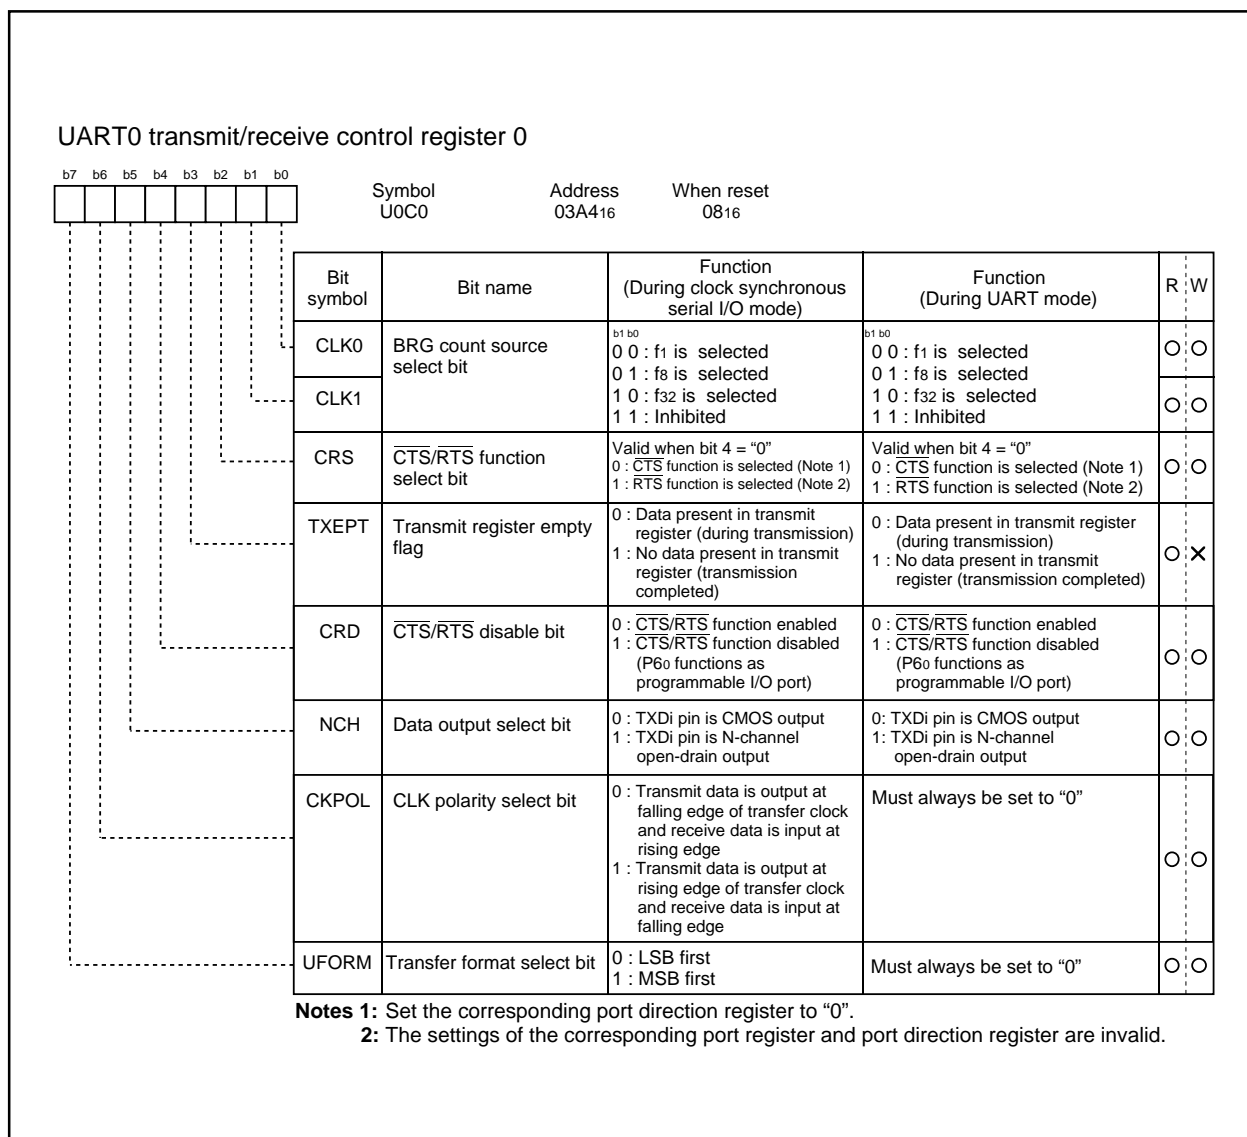 UART0 transmit/receive control register 0
b7 b6 b5 b4 b3 b2 b1 b0
Symbol Address When reset
U0C0 03A416 0816
Bit symbol
Bit name
Function
(During clock synchronous
serial I/O mode)
Function
(During UART mode)
R W
CLK0
CLK1
BRG count source
select bit
b1 b0
0 0 : f1 is selected
0 1 : f8 is selected
1 0 : f32 is selected
1 1 : Inhibited
b1 b0
0 0 : f1 is selected
0 1 : f8 is selected
1 0 : f32 is selected
1 1 : Inhibited
CRS
CTS/RTS function
select bit
Valid when bit 4 = “0”
0 : CTS function is selected (Note 1)
1 : RTS function is selected (Note 2)
Valid when bit 4 = “0”
0 : CTS function is selected (Note 1)
1 : RTS function is selected (Note 2)
TXEPT
Transmit register empty
flag
0 : Data present in transmit
register (during transmission)
1 : No data present in transmit
register (transmission
completed)
0 : Data present in transmit register
(during transmission)
1 : No data present in transmit
register (transmission completed)
CRD
CTS/RTS disable bit
0 : CTS/RTS function enabled
1 : CTS/RTS function disabled
(P60 functions as
programmable I/O port)
0 : CTS/RTS function enabled
1 : CTS/RTS function disabled
(P60 functions as
programmable I/O port)
NCH
Data output select bit
0 : TXDi pin is CMOS output
1 : TXDi pin is N-channel
open-drain output
0: TXDi pin is CMOS output
1: TXDi pin is N-channel
open-drain output
CKPOL
CLK polarity select bit
0 : Transmit data is output at
falling edge of transfer clock
and receive data is input at
rising edge
1 : Transmit data is output at
rising edge of transfer clock
and receive data is input at
falling edge
Must always be set to “0”
UFORM
Transfer format select bit
0 : LSB first
1 : MSB first
Must always be set to “0”
Notes 1: Set the corresponding port direction register to “0”.
2: The settings of the corresponding port register and port direction register are invalid.